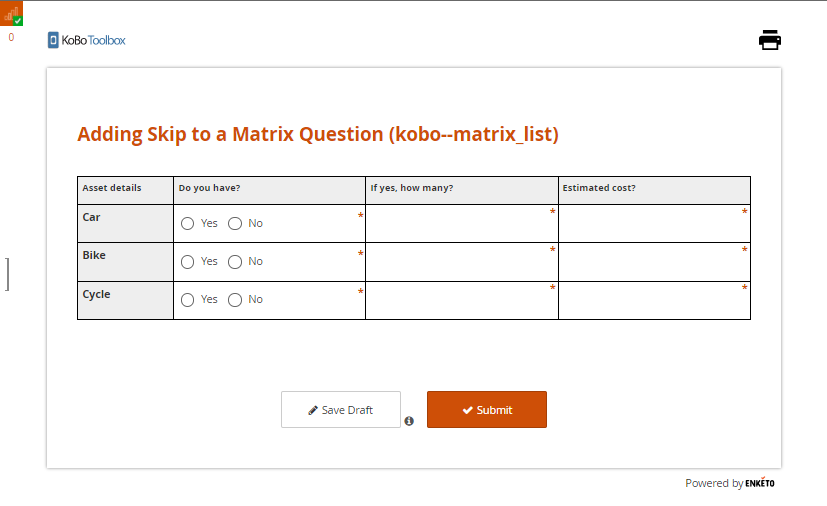 0
KoBoToolbox
Adding Skip to a Matrix Question (kobo--matrix_list)
Asset details Do you have? If yes, how many? Estimated cost?
Car Yes No * * *
Bike Yes No * * *
Cycle Yes No * * *
Save Draft Submit
Powered by ENKETO